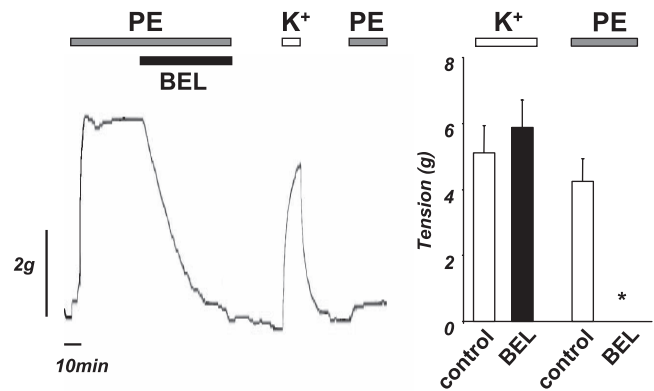 PE
K+
PE
BEL
2g
10min
K+
PE
Tension (g)
8
6
4
2
0
*
control
BEL
control
BEL